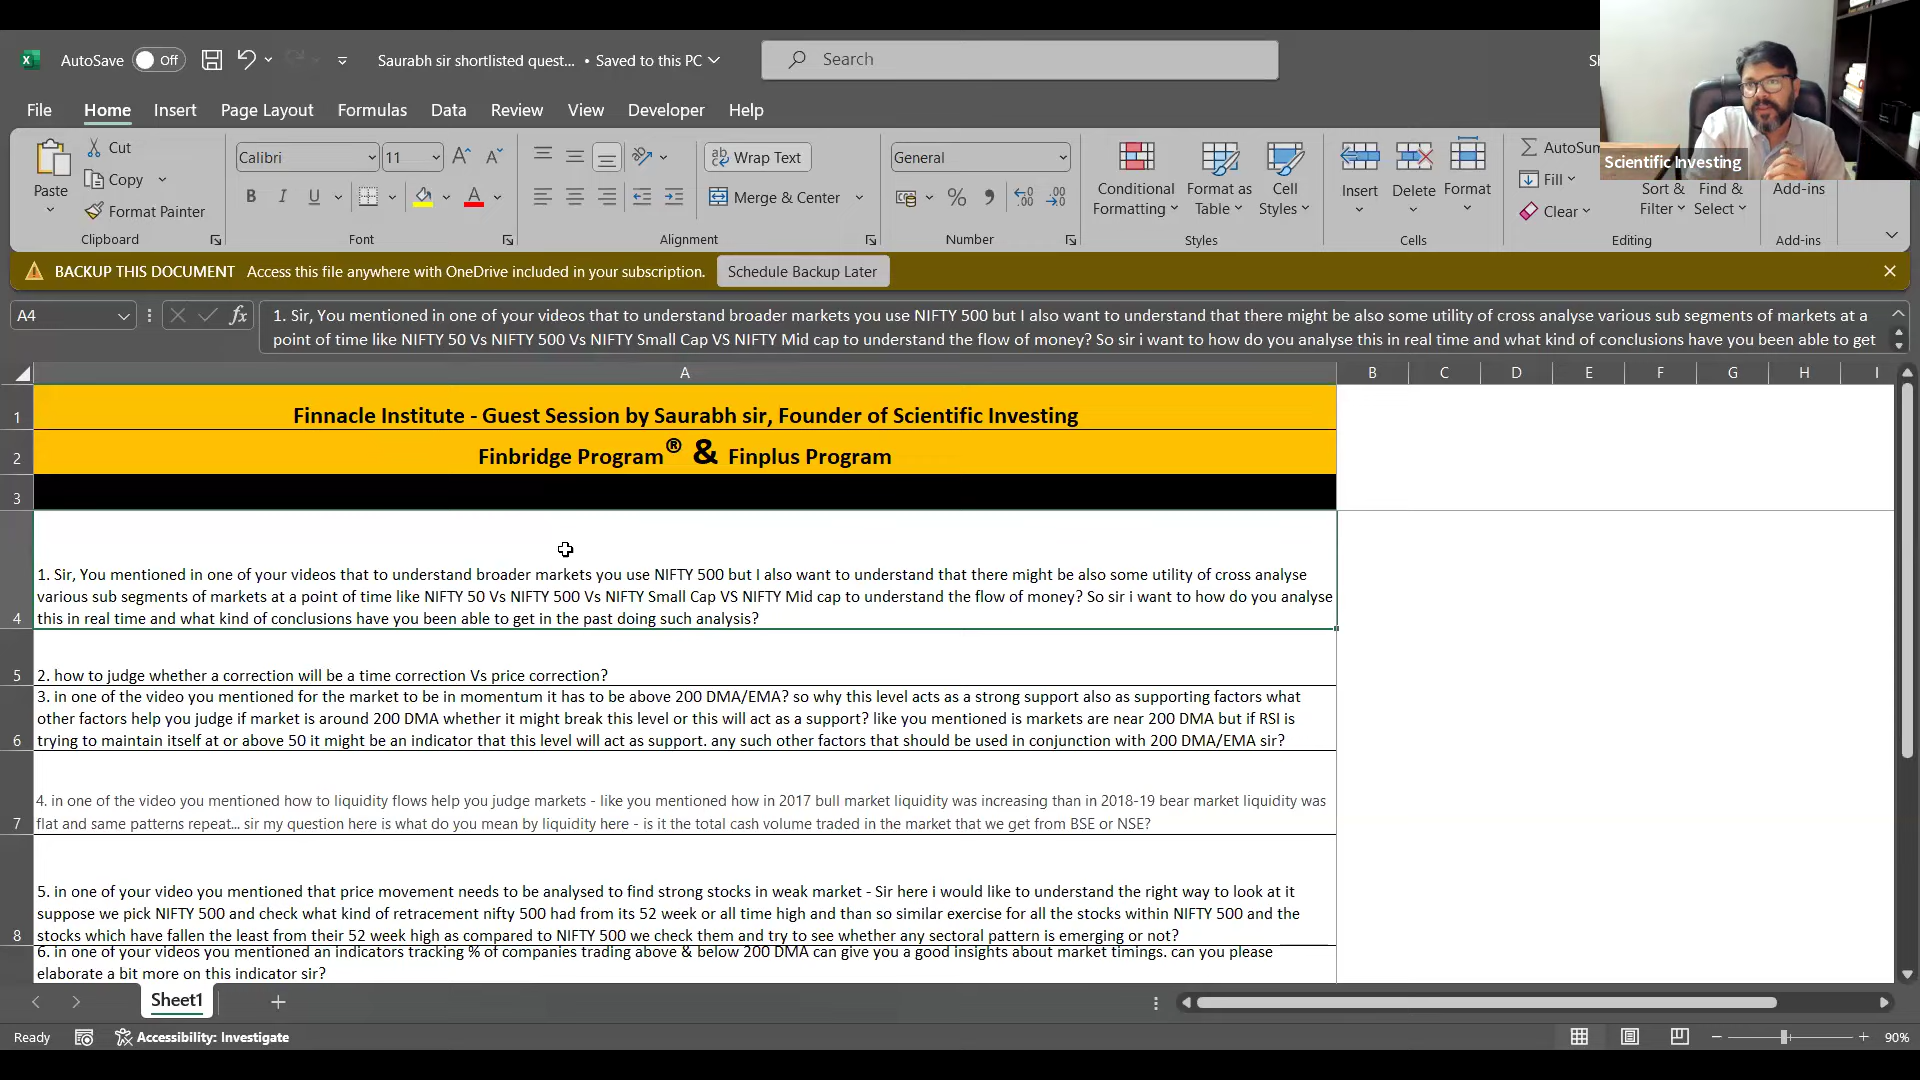 AutoSave Off Saurabh sir shortlisted quest... • Saved to this PC Search
File Home Insert Page Layout Formulas Data Review View Developer Help
Paste Cut Copy Format Painter Clipboard
Calibri 11 B I U A Font
Wrap Text Merge & Center Alignment
General % Number
Conditional Formatting Format as Table Cell Styles Styles
Insert Delete Format Cells
AutoSum Fill Clear Sort & Filter Find & Select Editing
Add-ins Add-ins
Scientific Investing
BACKUP THIS DOCUMENT Access this file anywhere with OneDrive included in your subscription. Schedule Backup Later
A4 fx 1. Sir, You mentioned in one of your videos that to understand broader markets you use NIFTY 500 but I also want to understand that there might be also some utility of cross analyse various sub segments of markets at a
point of time like NIFTY 50 Vs NIFTY 500 Vs NIFTY Small Cap VS NIFTY Mid cap to understand the flow of money? So sir i want to how do you analyse this in real time and what kind of conclusions have you been able to get
A B C D E F G H I
1 Finnacle Institute - Guest Session by Saurabh sir, Founder of Scientific Investing
2 Finbridge Program® & Finplus Program
3
1. Sir, You mentioned in one of your videos that to understand broader markets you use NIFTY 500 but I also want to understand that there might be also some utility of cross analyse
various sub segments of markets at a point of time like NIFTY 50 Vs NIFTY 500 Vs NIFTY Small Cap VS NIFTY Mid cap to understand the flow of money? So sir i want to how do you analyse
4 this in real time and what kind of conclusions have you been able to get in the past doing such analysis?
5 2. how to judge whether a correction will be a time correction Vs price correction?
3. in one of the video you mentioned for the market to be in momentum it has to be above 200 DMA/EMA? so why this level acts as a strong support also as supporting factors what
other factors help you judge if market is around 200 DMA whether it might break this level or this will act as a support? like you mentioned is markets are near 200 DMA but if RSI is
6 trying to maintain itself at or above 50 it might be an indicator that this level will act as support. any such other factors that should be used in conjunction with 200 DMA/EMA sir?
4. in one of the video you mentioned how to liquidity flows help you judge markets - like you mentioned how in 2017 bull market liquidity was increasing than in 2018-19 bear market liquidity was
7 flat and same patterns repeat... sir my question here is what do you mean by liquidity here - is it the total cash volume traded in the market that we get from BSE or NSE?
5. in one of your video you mentioned that price movement needs to be analysed to find strong stocks in weak market - Sir here i would like to understand the right way to look at it
suppose we pick NIFTY 500 and check what kind of retracement nifty 500 had from its 52 week or all time high and than so similar exercise for all the stocks within NIFTY 500 and the
8 stocks which have fallen the least from their 52 week high as compared to NIFTY 500 we check them and try to see whether any sectoral pattern is emerging or not?
6. in one of your videos you mentioned an indicators tracking % of companies trading above & below 200 DMA can give you a good insights about market timings. can you please
elaborate a bit more on this indicator sir?
Sheet1
Ready Accessibility: Investigate 90%